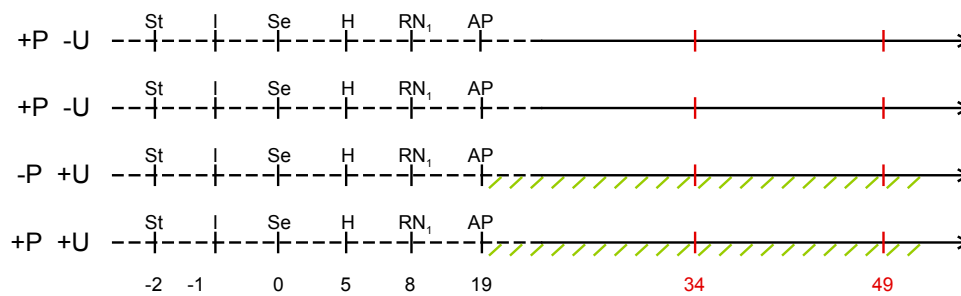 St I Se H RN₁ AP
+P -U
St I Se H RN₁ AP
+P -U
St I Se H RN₁ AP
-P +U
St I Se H RN₁ AP
+P +U
-2 -1 0 5 8 19 34 49